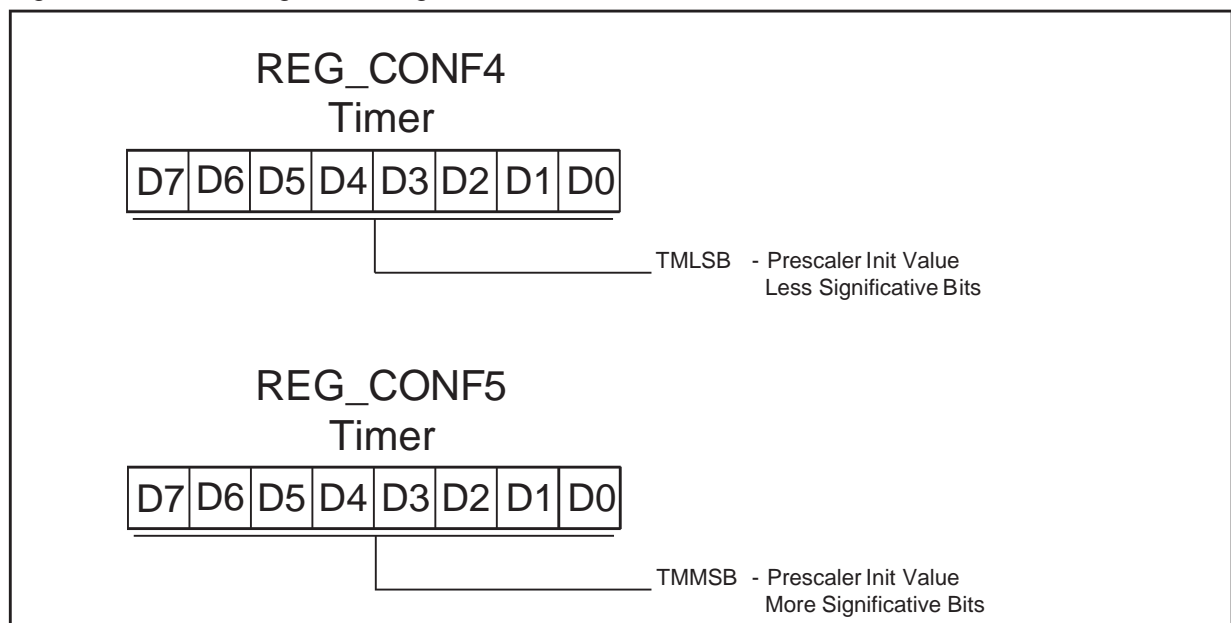 REG_CONF4
Timer
D7 D6 D5 D4 D3 D2 D1 D0
TMLSB - Prescaler Init Value
Less Significative Bits
REG_CONF5
Timer
D7 D6 D5 D4 D3 D2 D1 D0
TMMSB - Prescaler Init Value
More Significative Bits